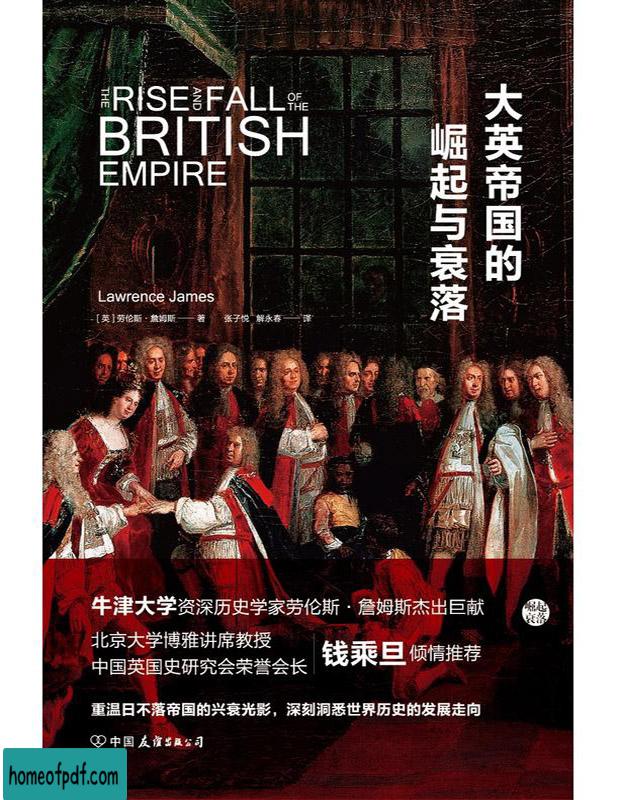 THE RISE AND FALL OF THE
BRITISH
EMPIRE
大英帝国的
崛起与衰落
Lawrence James
[英]劳伦斯·詹姆斯——著 张子悦 解永春——译
牛津大学资深历史学家劳伦斯·詹姆斯杰出巨献
崛起
衰落
北京大学博雅讲席教授
中国英国史研究会荣誉会长
钱乘旦倾情推荐
重温日不落帝国的兴衰光影，深刻洞悉世界历史的发展走向
中国友谊出版公司
homeofpdf.com